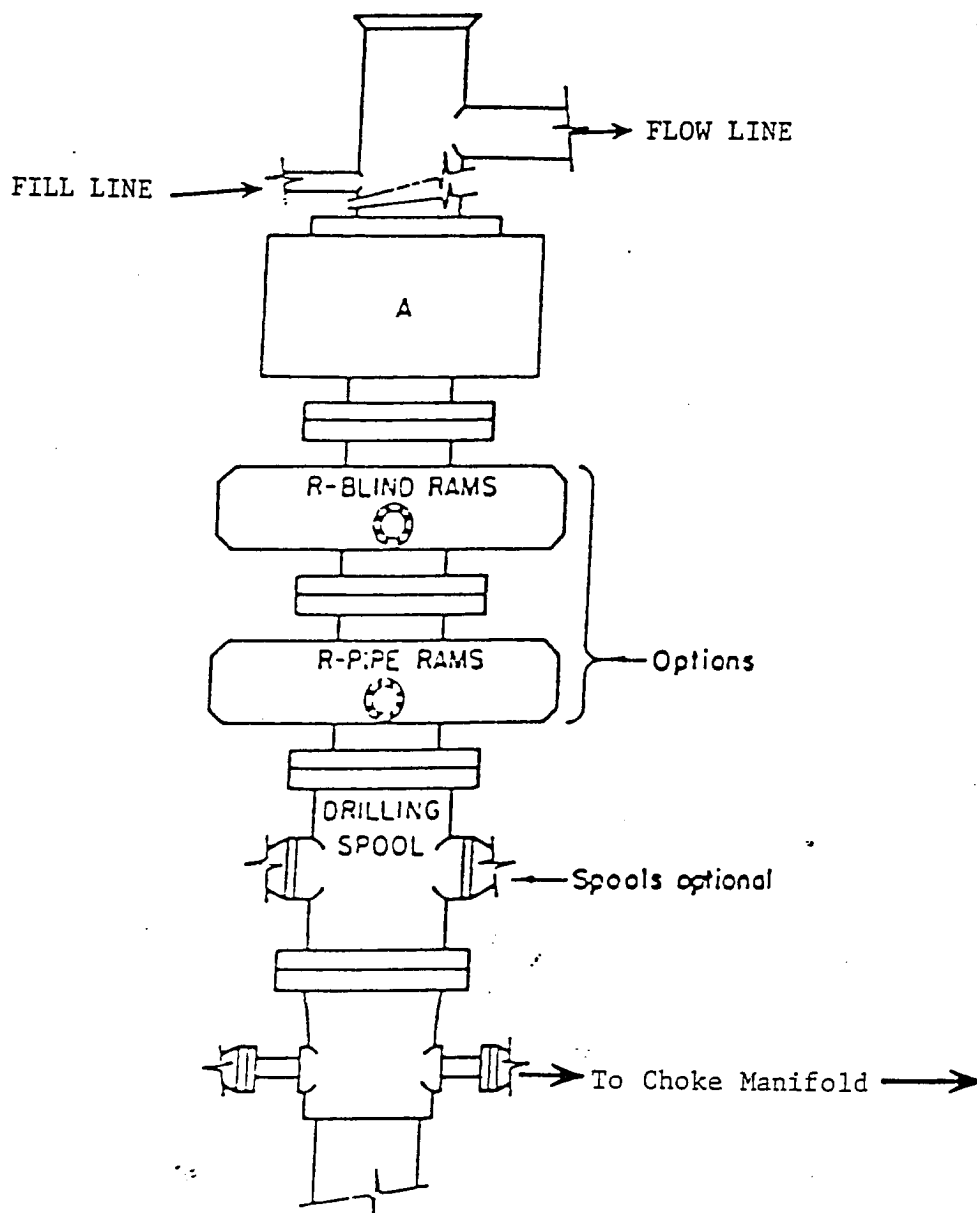 FLOW LINE
FILL LINE
A
R-BLIND RAMS
R-PIPE RAMS
Options
DRILLING
SPOOL
Spools optional
To Choke Manifold